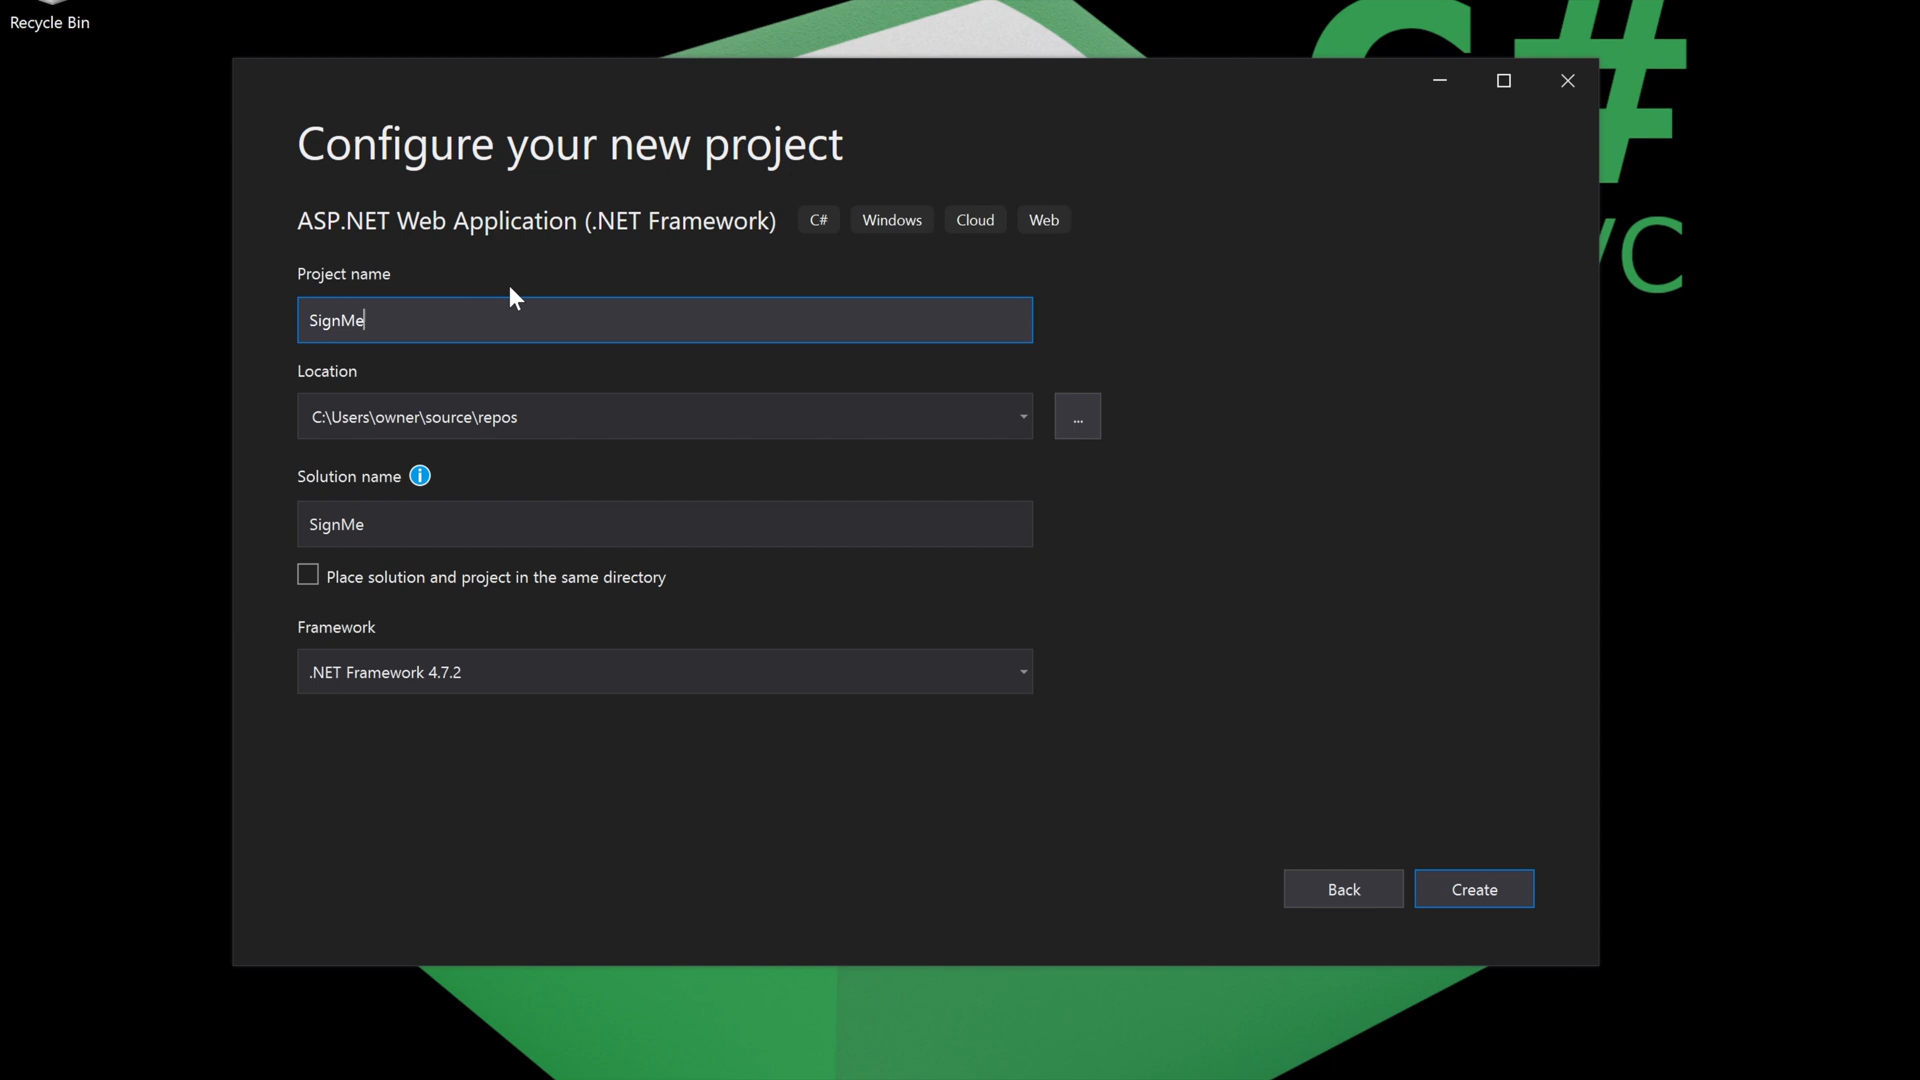 Recycle Bin
C#
VC
Configure your new project
ASP.NET Web Application (.NET Framework) C# Windows Cloud Web
Project name
SignMe
Location
C:\Users\owner\source\repos
...
Solution name
SignMe
Place solution and project in the same directory
Framework
.NET Framework 4.7.2
Back Create